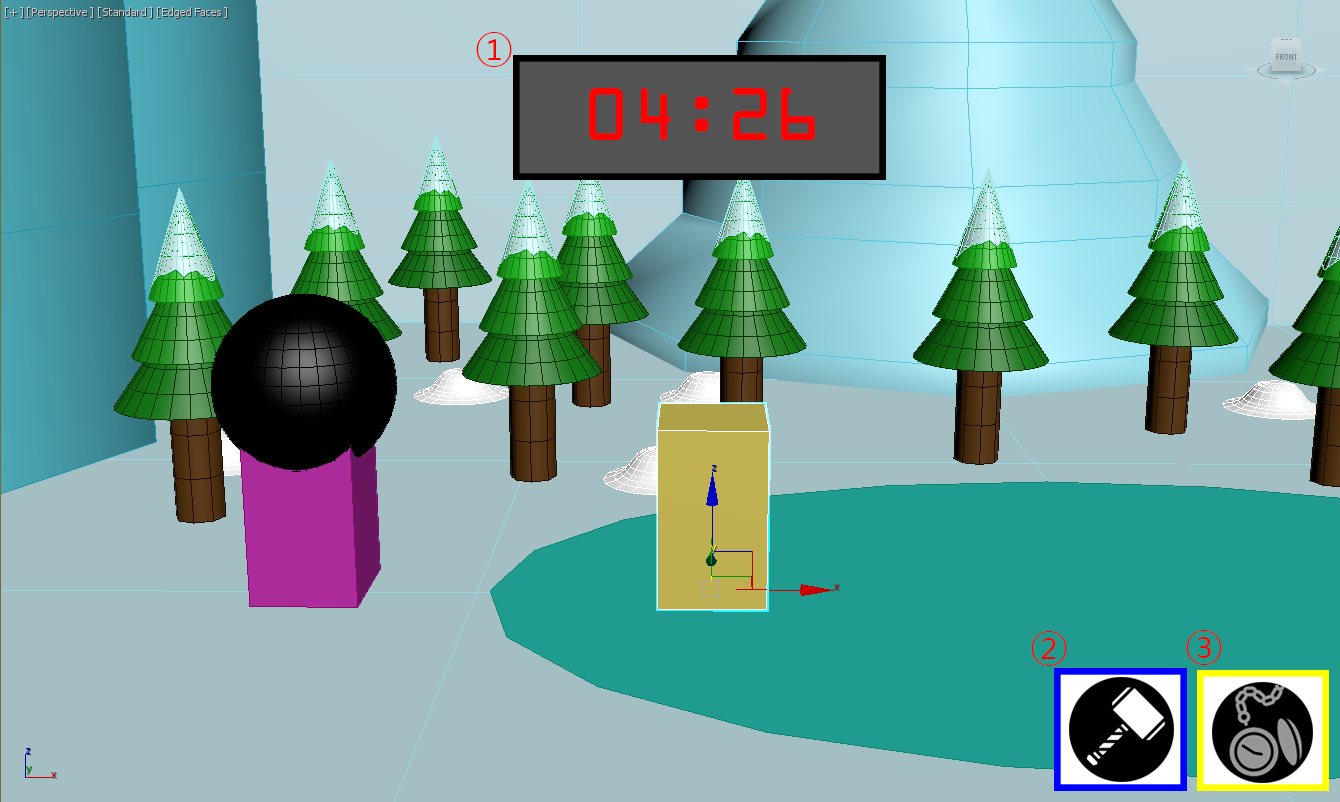 [+] [Perspective] [Standard] [Edged Faces]
①
04:26
FRONT
z
y
x
② ③
z
y
x